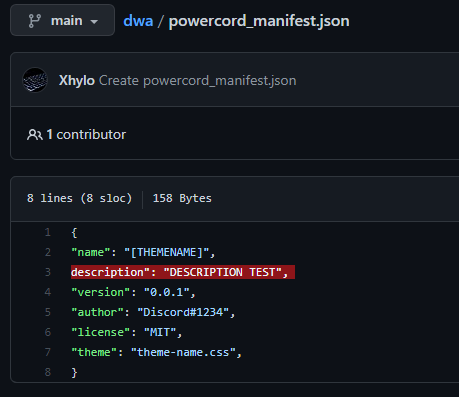 main
dwa / powercord_manifest.json
Xhylo Create powercord_manifest.json
1 contributor
8 lines (8 sloc) 158 Bytes
1 {
2 "name": "[THEMENAME]",
3 description": "DESCRIPTION TEST",
4 "version": "0.0.1",
5 "author": "Discord#1234",
6 "license": "MIT",
7 "theme": "theme-name.css",
8 }